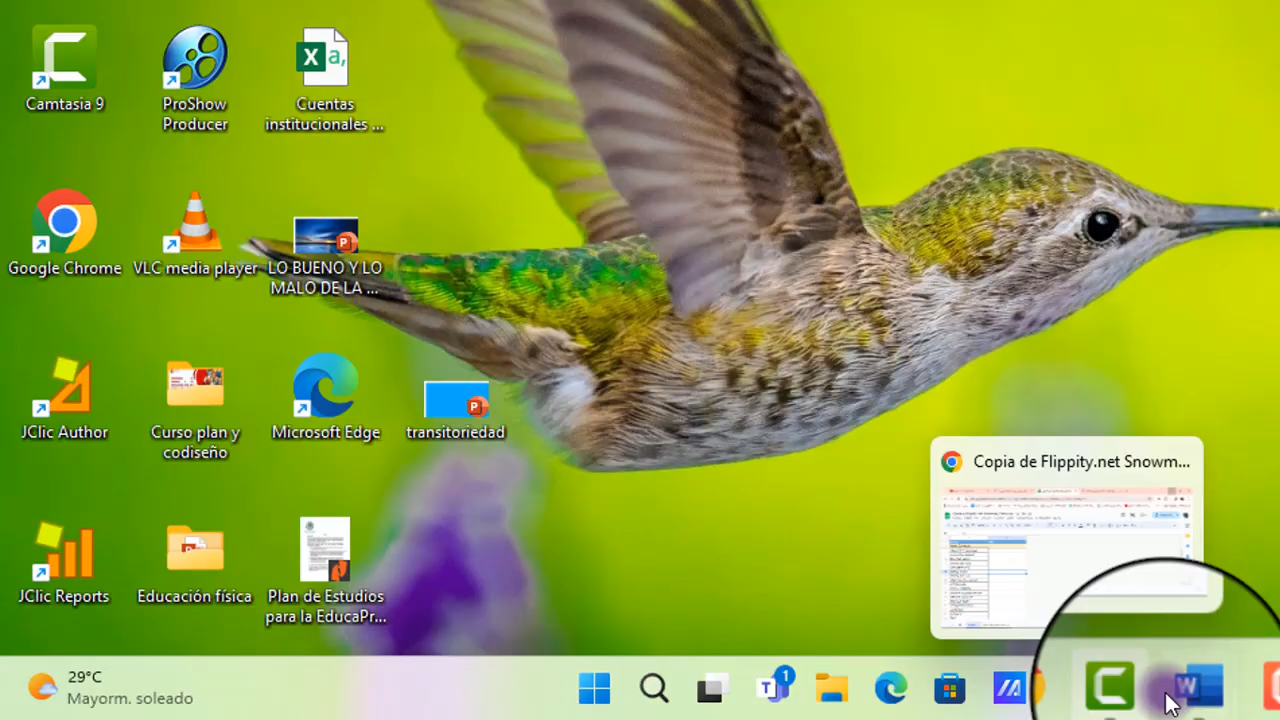 Camtasia 9
ProShow
Producer
Cuentas
institucionales ...
Google Chrome
VLC media player
LO BUENO Y LO
MALO DE LA ...
JClic Author
Curso plan y
codiseño
Microsoft Edge
transitoriedad
Copia de Flippity.net Snowm...
JClic Reports
Educación física
Plan de Estudios
para la EducaPr...
29°C
Mayorm. soleado
1